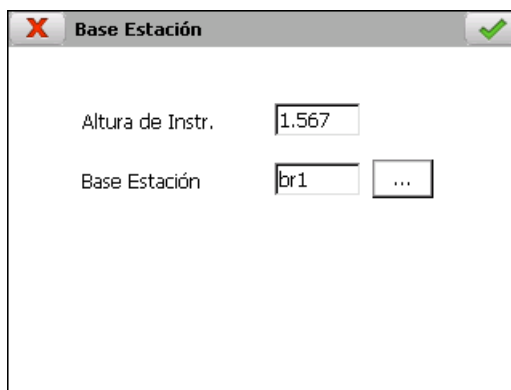 Base Estación
Altura de Instr. 1.567
Base Estación br1 ...